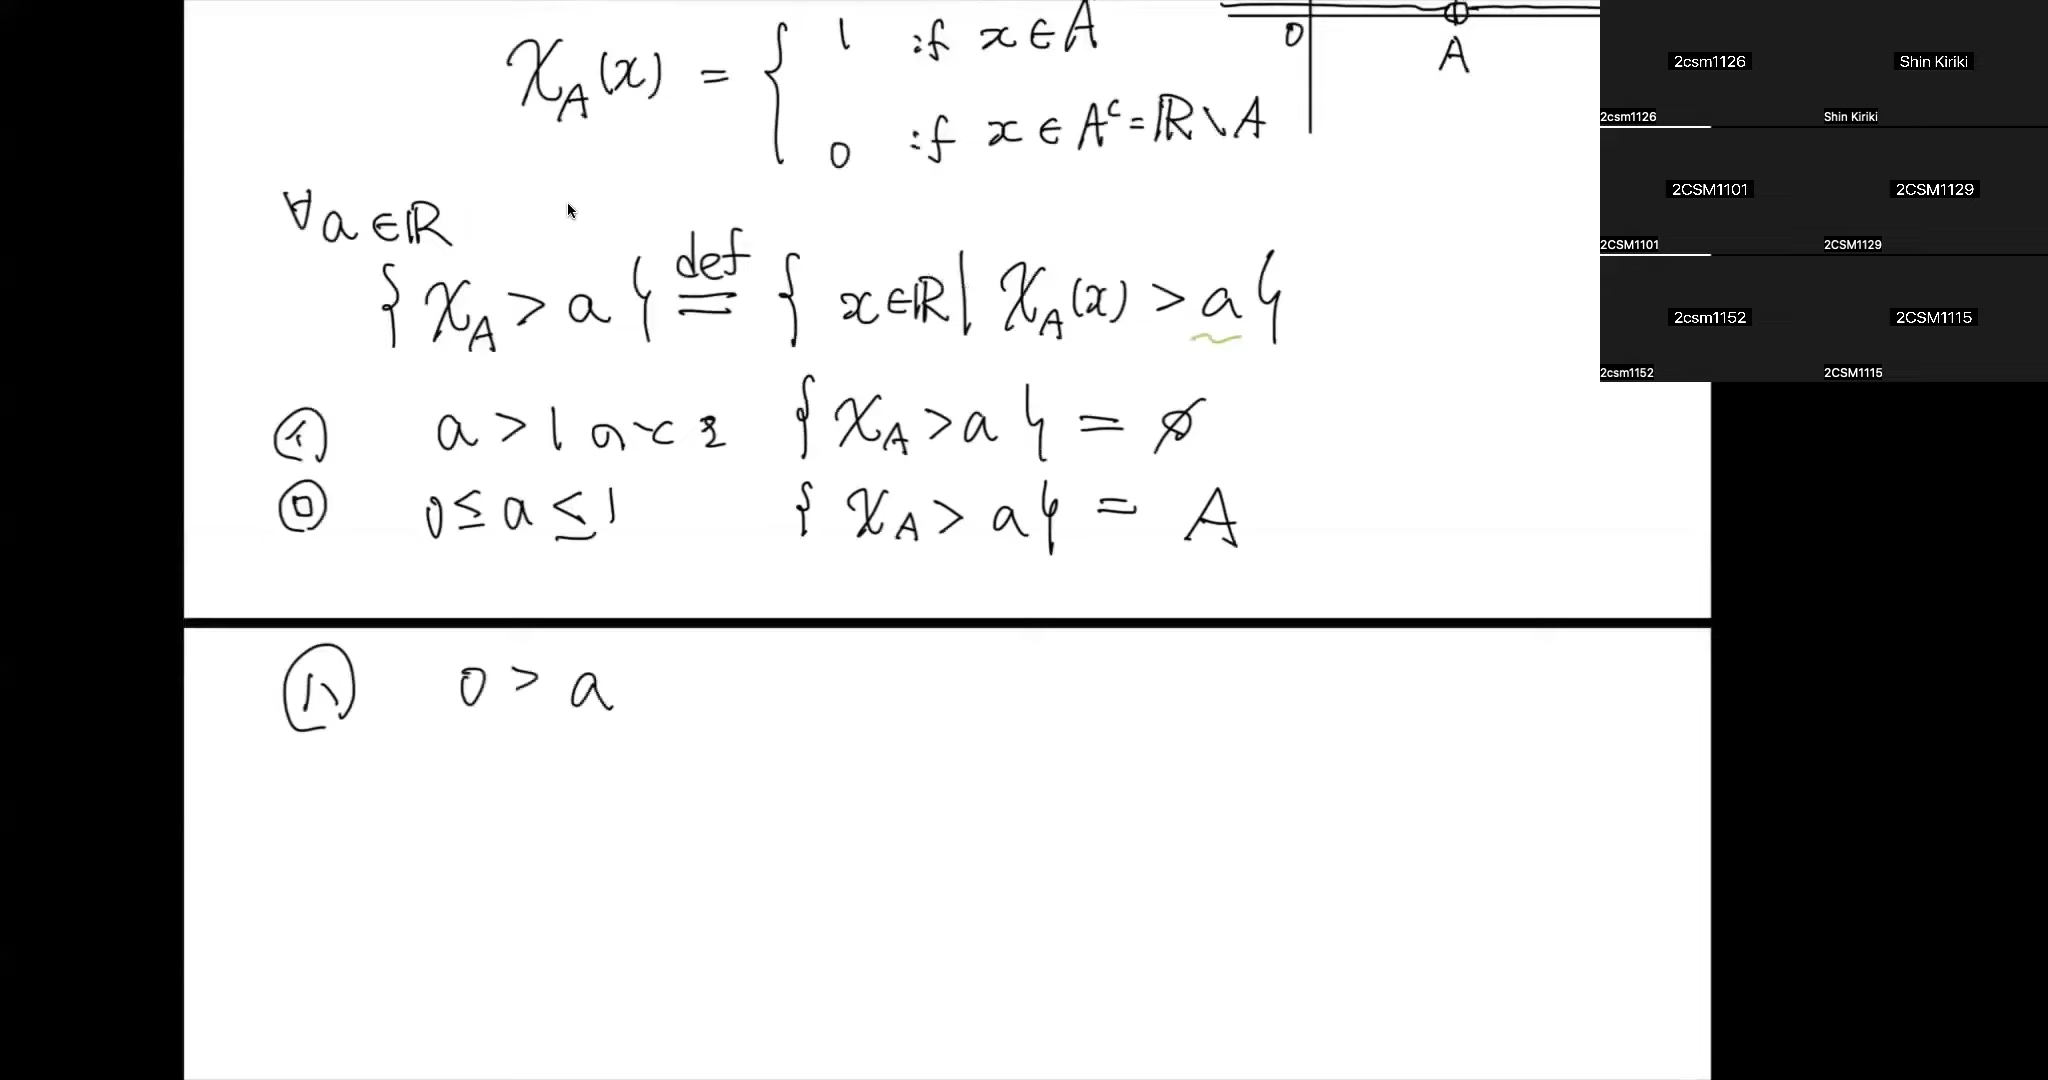 χ_A(x) = { 1 if x∈A
0 if x∈A^c=ℝ∖A
0
A
∀a∈ℝ
{χ_A>a} def= {x∈ℝ|χ_A(x)>a}
㋑ a>1 のとき {χ_A>a}=∅
㋺ 0≤a≤1 {χ_A>a}=A
㋩ 0>a
2csm1126 Shin Kiriki
2csm1126 Shin Kiriki
2CSM1101 2CSM1129
2CSM1101 2CSM1129
2csm1152 2CSM1115
2csm1152 2CSM1115